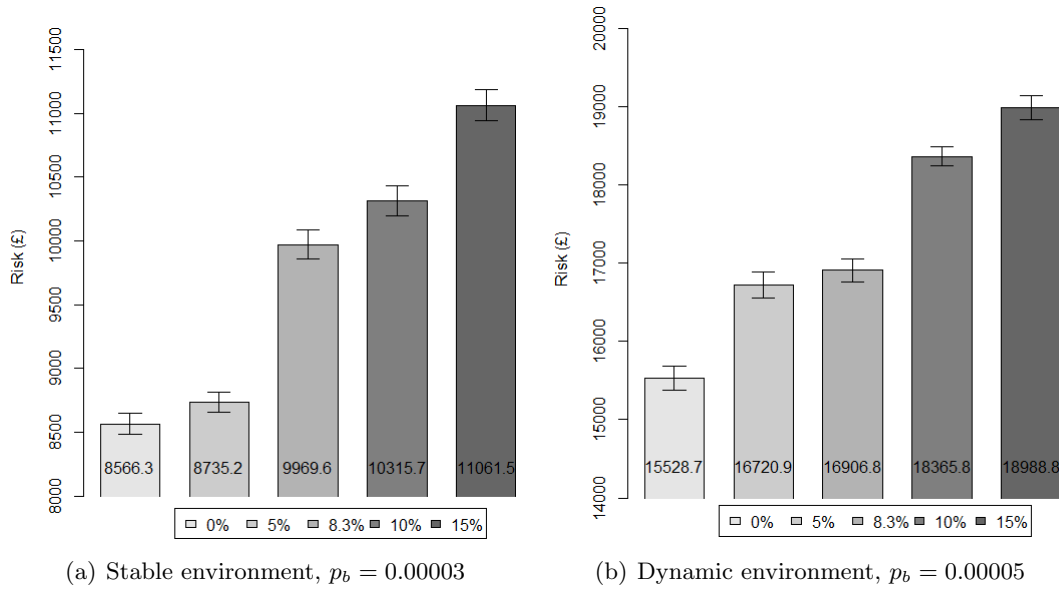 Risk (£)
11500
11000
10500
10000
9500
9000
8500
8000
8566.3 8735.2 9969.6 10315.7 11061.5
0% 5% 8.3% 10% 15%
(a) Stable environment, p_b = 0.00003
Risk (£)
20000
19000
18000
17000
16000
15000
14000
15528.7 16720.9 16906.8 18365.8 18988.8
0% 5% 8.3% 10% 15%
(b) Dynamic environment, p_b = 0.00005